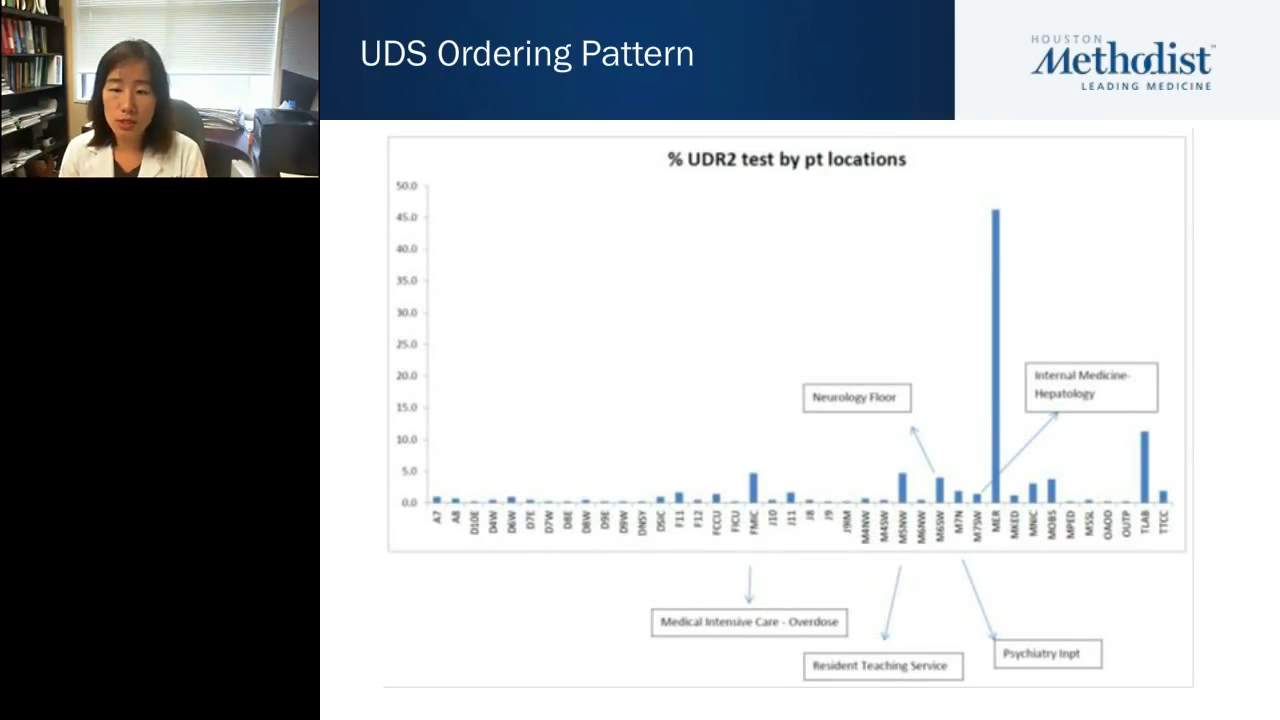 UDS Ordering Pattern
HOUSTON
Methodist
LEADING MEDICINE
% UDR2 test by pt locations
50.0
45.0
40.0
35.0
30.0
25.0
20.0
15.0
10.0
5.0
0.0
Neurology Floor
Internal Medicine-
Hepatology
A7
A8
D10E
D4W
D6W
D7E
D7W
D8E
D8W
D9E
D9W
DNSY
DSIC
F11
F12
FCCU
FICU
FMIC
J10
J11
J8
J9
J9IM
M4NW
M4SW
M5NW
M6NW
M6SW
M7N
M7SW
MER
MKED
MNIC
MOBS
MPED
MSSL
OAOD
OUTP
TLAB
TTCC
Medical Intensive Care - Overdose
Resident Teaching Service
Psychiatry Inpt